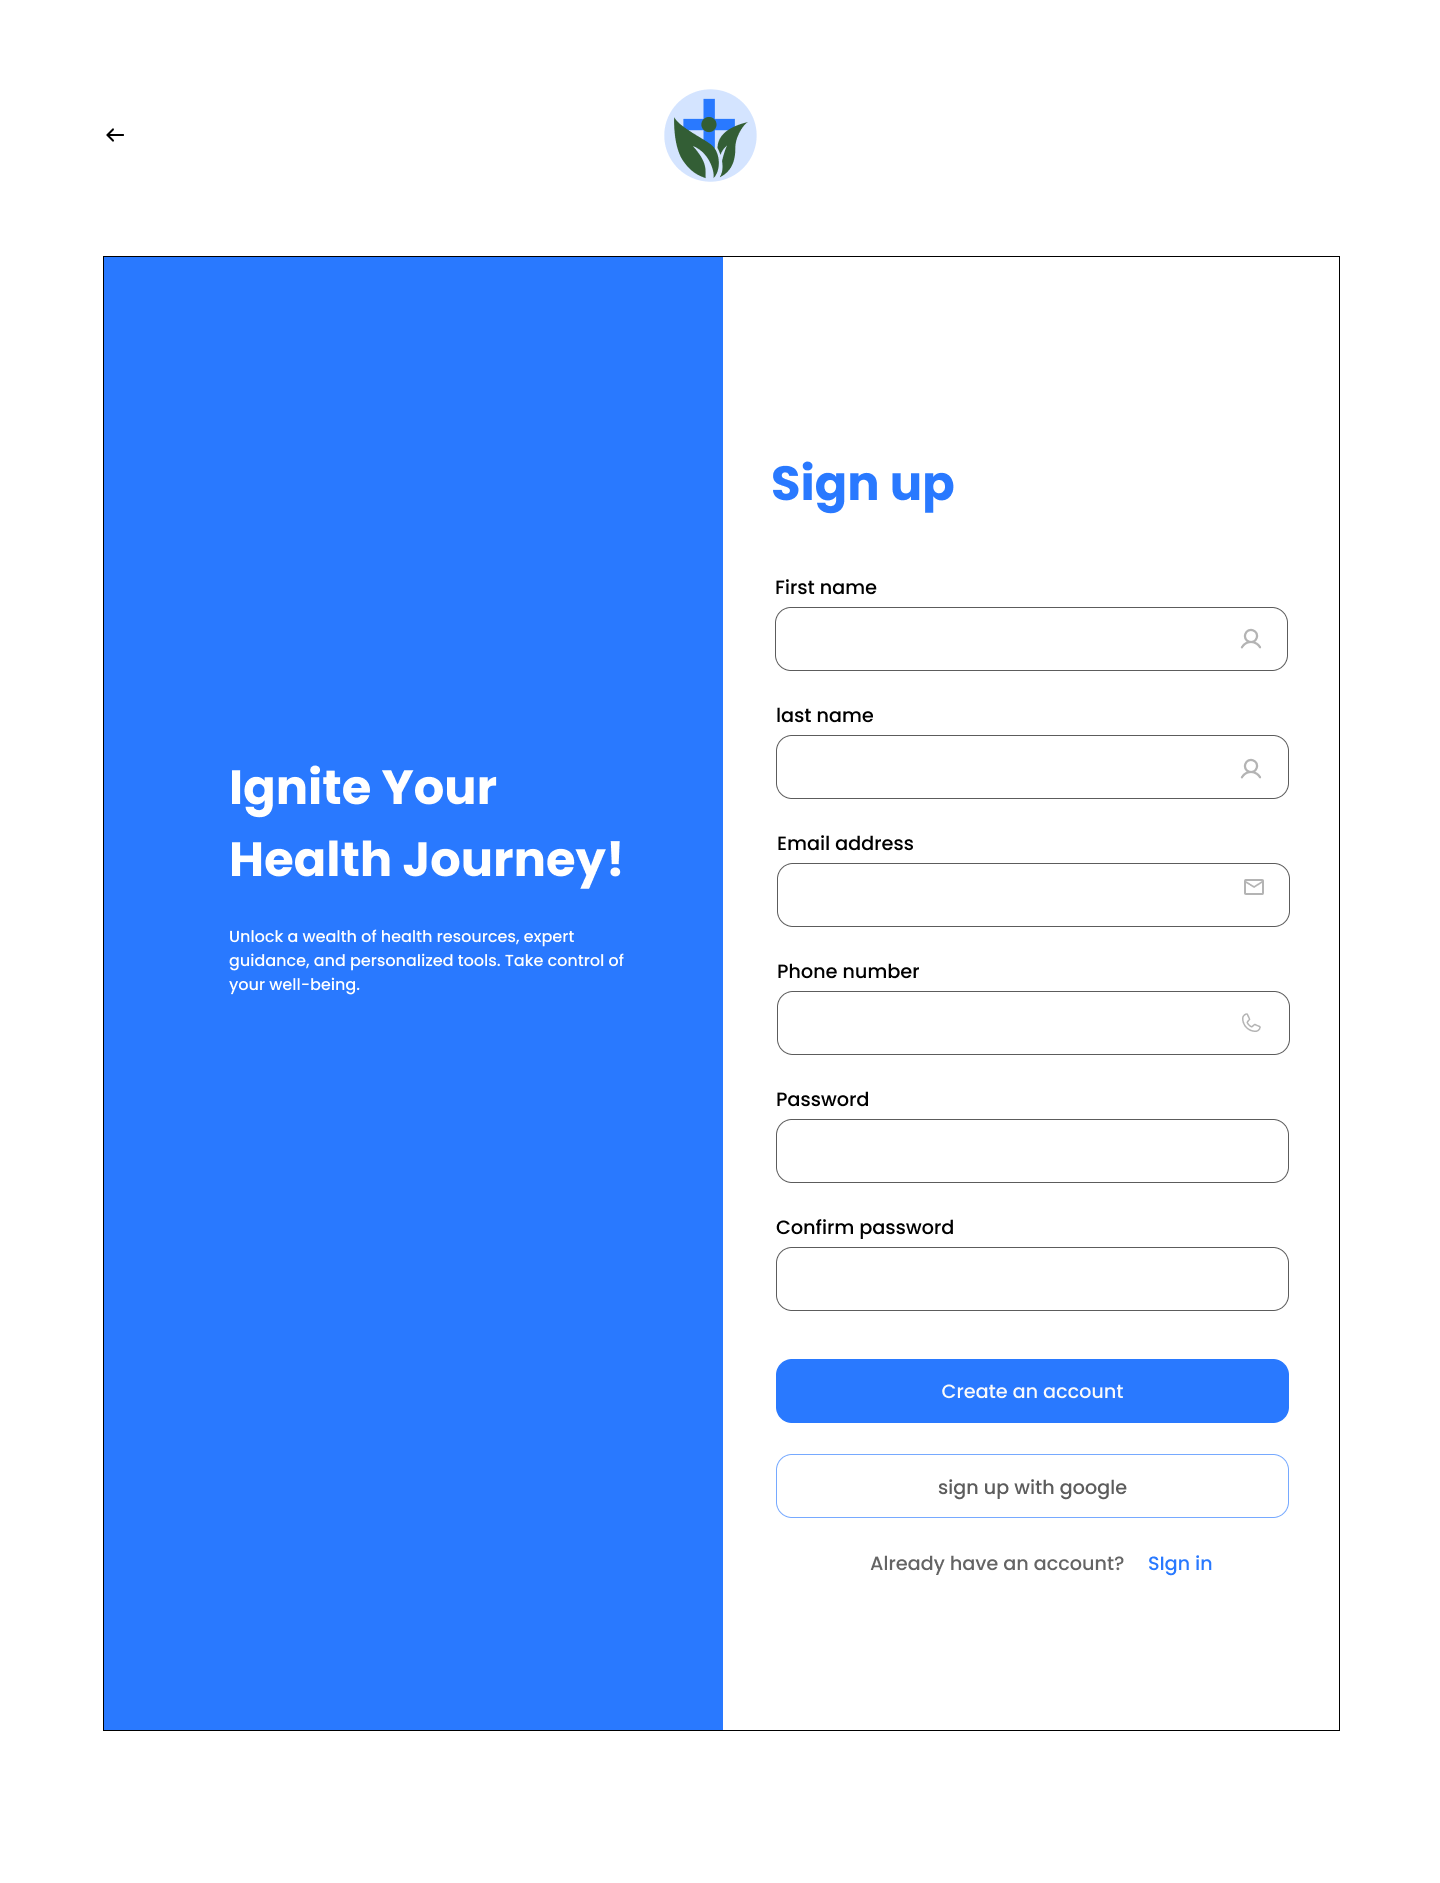 Ignite Your
Health Journey!
Unlock a wealth of health resources, expert
guidance, and personalized tools. Take control of
your well-being.
Sign up
First name
last name
Email address
Phone number
Password
Confirm password
Create an account
sign up with google
Already have an account? SIgn in